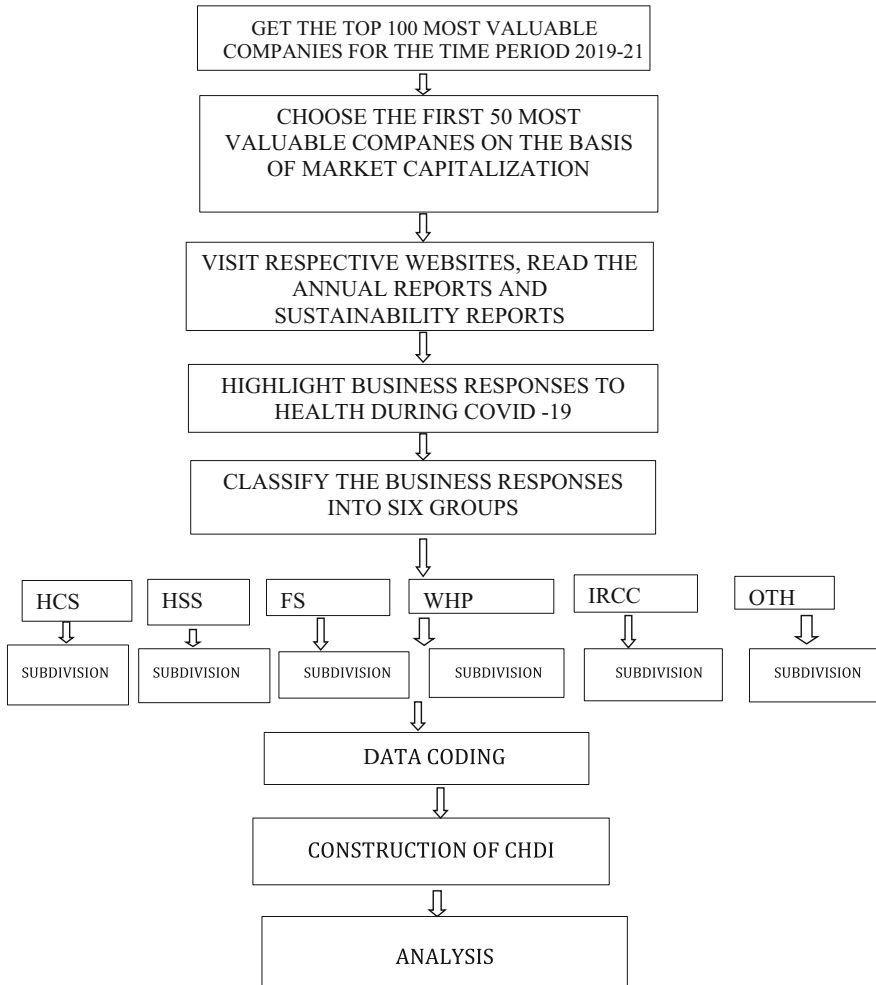 GET THE TOP 100 MOST VALUABLE
COMPANIES FOR THE TIME PERIOD 2019-21
CHOOSE THE FIRST 50 MOST
VALUABLE COMPANES ON THE BASIS
OF MARKET CAPITALIZATION
VISIT RESPECTIVE WEBSITES, READ THE
ANNUAL REPORTS AND
SUSTAINABILITY REPORTS
HIGHLIGHT BUSINESS RESPONSES TO
HEALTH DURING COVID -19
CLASSIFY THE BUSINESS RESPONSES
INTO SIX GROUPS
HCS
HSS
FS
WHP
IRCC
OTH
SUBDIVISION
SUBDIVISION
SUBDIVISION
SUBDIVISION
SUBDIVISION
SUBDIVISION
DATA CODING
CONSTRUCTION OF CHDI
ANALYSIS